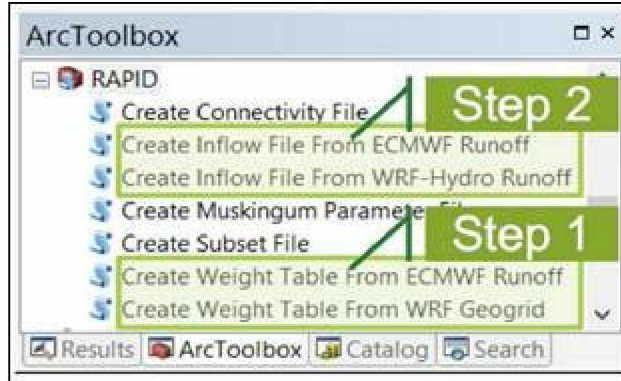 ArcToolbox
RAPID
Create Connectivity File
Step 2
Create Inflow File From ECMWF Runoff
Create Inflow File From WRF-Hydro Runoff
Create Muskingum Parameter File
Create Subset File
Step 1
Create Weight Table From ECMWF Runoff
Create Weight Table From WRF Geogrid
Results ArcToolbox Catalog Search